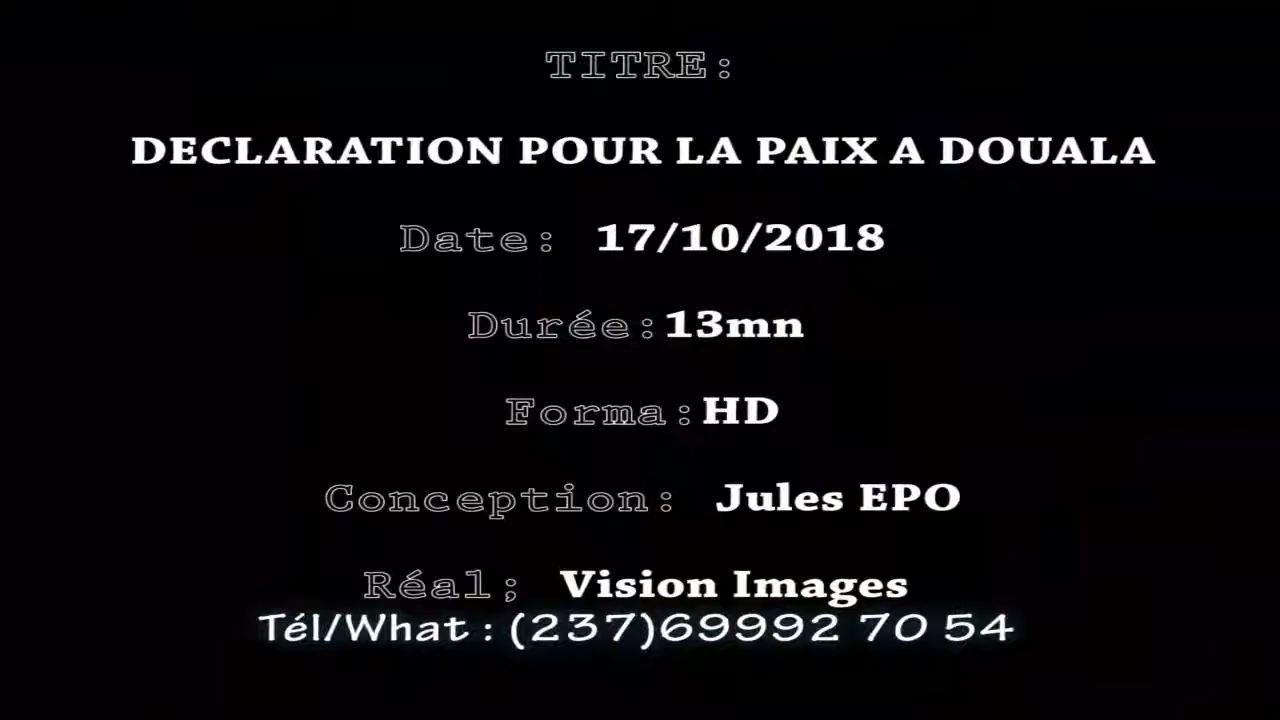 TITRE:
DECLARATION POUR LA PAIX A DOUALA
Date: 17/10/2018
Durée:13mn
Forma:HD
Conception: Jules EPO
Réal; Vision Images
Tél/What : (237)69992 70 54